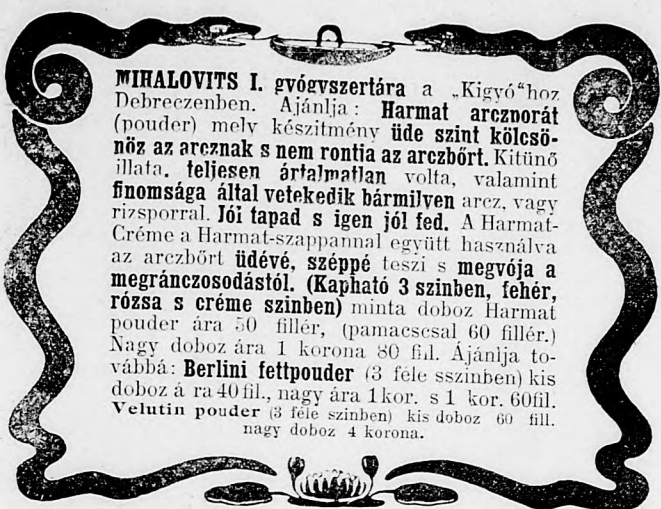 MIHALOVITS I. gyógyszertára a „Kigyó“hoz
Debreczenben. Ajánlja: Harmat arczporát
(pouder) mely készitmény üde szint kölcsö-
nöz az arcznak s nem rontja az arczbőrt. Kitünő
illata, teljesen ártalmatlan volta, valamint
finomsága által vetekedik bármilyen arcz, vagy
rizsporral. Jól tapad s igen jól fed. A Harmat-
Créme a Harmat-szappannal együtt használva
az arczbőrt üdévé, széppé teszi s megvója a
megránczosodástól. (Kapható 3 szinben, fehér,
rózsa s créme szinben) minta doboz Harmat
pouder ára 50 fillér, (pamacscsal 60 fillér.)
Nagy doboz ára 1 korona 80 fil. Ajánlja to-
vábbá: Berlini fettpouder (3 féle sszinben) kis
doboz á ra 40 fil., nagy ára 1 kor. s 1 kor. 60 fil.
Velutin pouder (3 féle szinben) kis doboz 60 fill.
nagy doboz 4 korona.